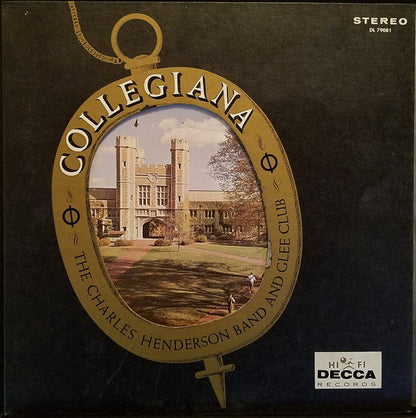 STEREO
DL 79081
COLLEGIANA
THE CHARLES HENDERSON BAND AND GLEE CLUB
HI FI
DECCA
RECORDS